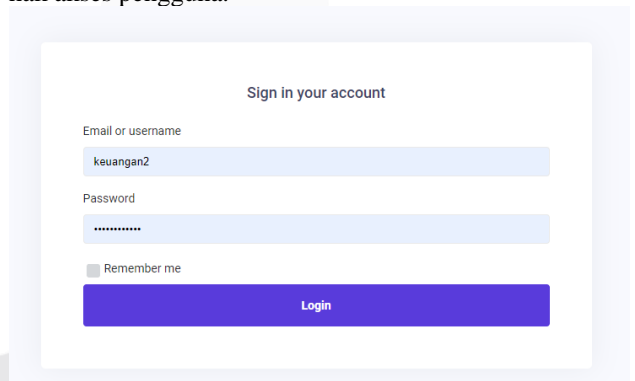 Sign in your account
Email or username
keuangan2
Password
••••••••••••
Remember me
Login